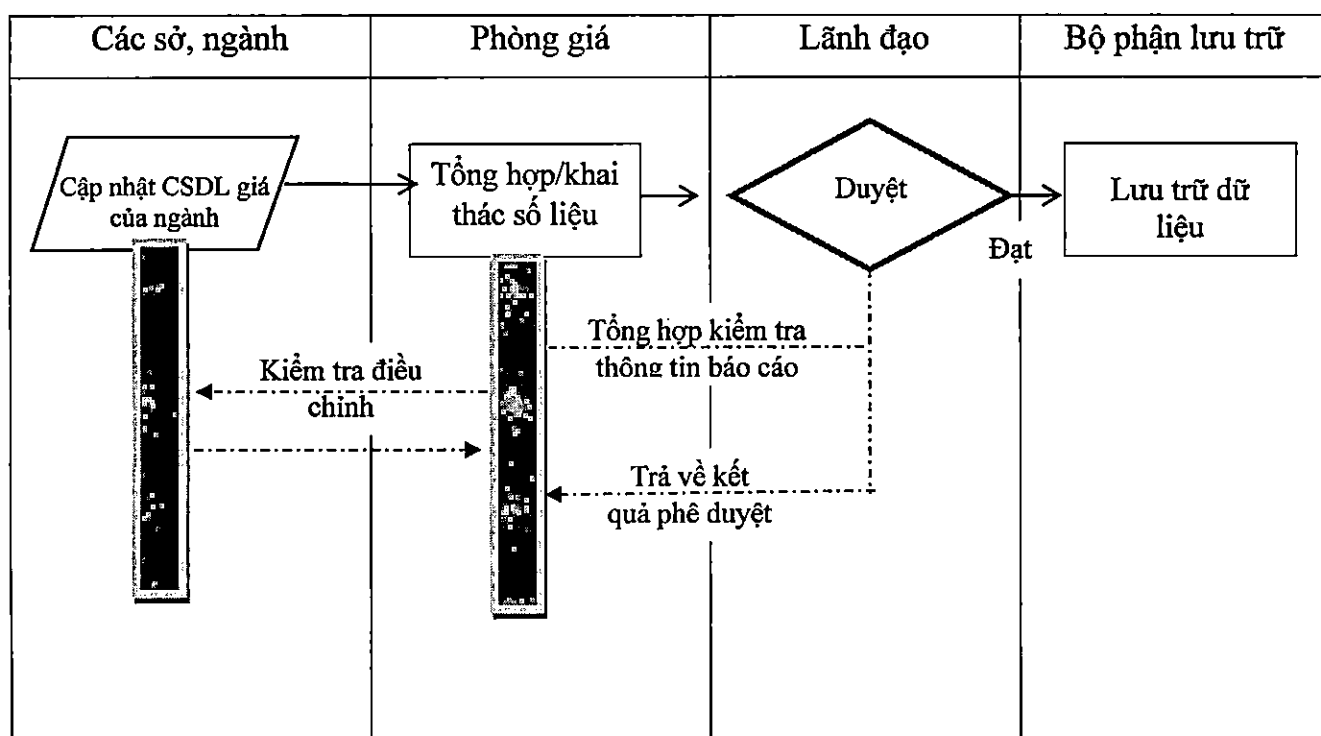 Các sở, ngành
Phòng giá
Lãnh đạo
Bộ phận lưu trữ
Cập nhật CSDL giá
của ngành
Tổng hợp/khai
thác số liệu
Duyệt
Đạt
Lưu trữ dữ
liệu
Tổng hợp kiểm tra
thông tin báo cáo
Kiểm tra điều
chỉnh
Trả về kết
quả phê duyệt